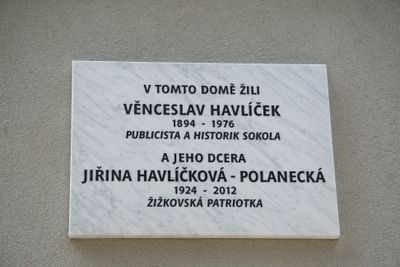 V TOMTO DOMĚ ŽILI
VĚNCESLAV HAVLÍČEK
1894 - 1976
PUBLICISTA A HISTORIK SOKOLA
A JEHO DCERA
JIŘINA HAVLÍČKOVÁ - POLANECKÁ
1924 - 2012
ŽIŽKOVSKÁ PATRIOTKA